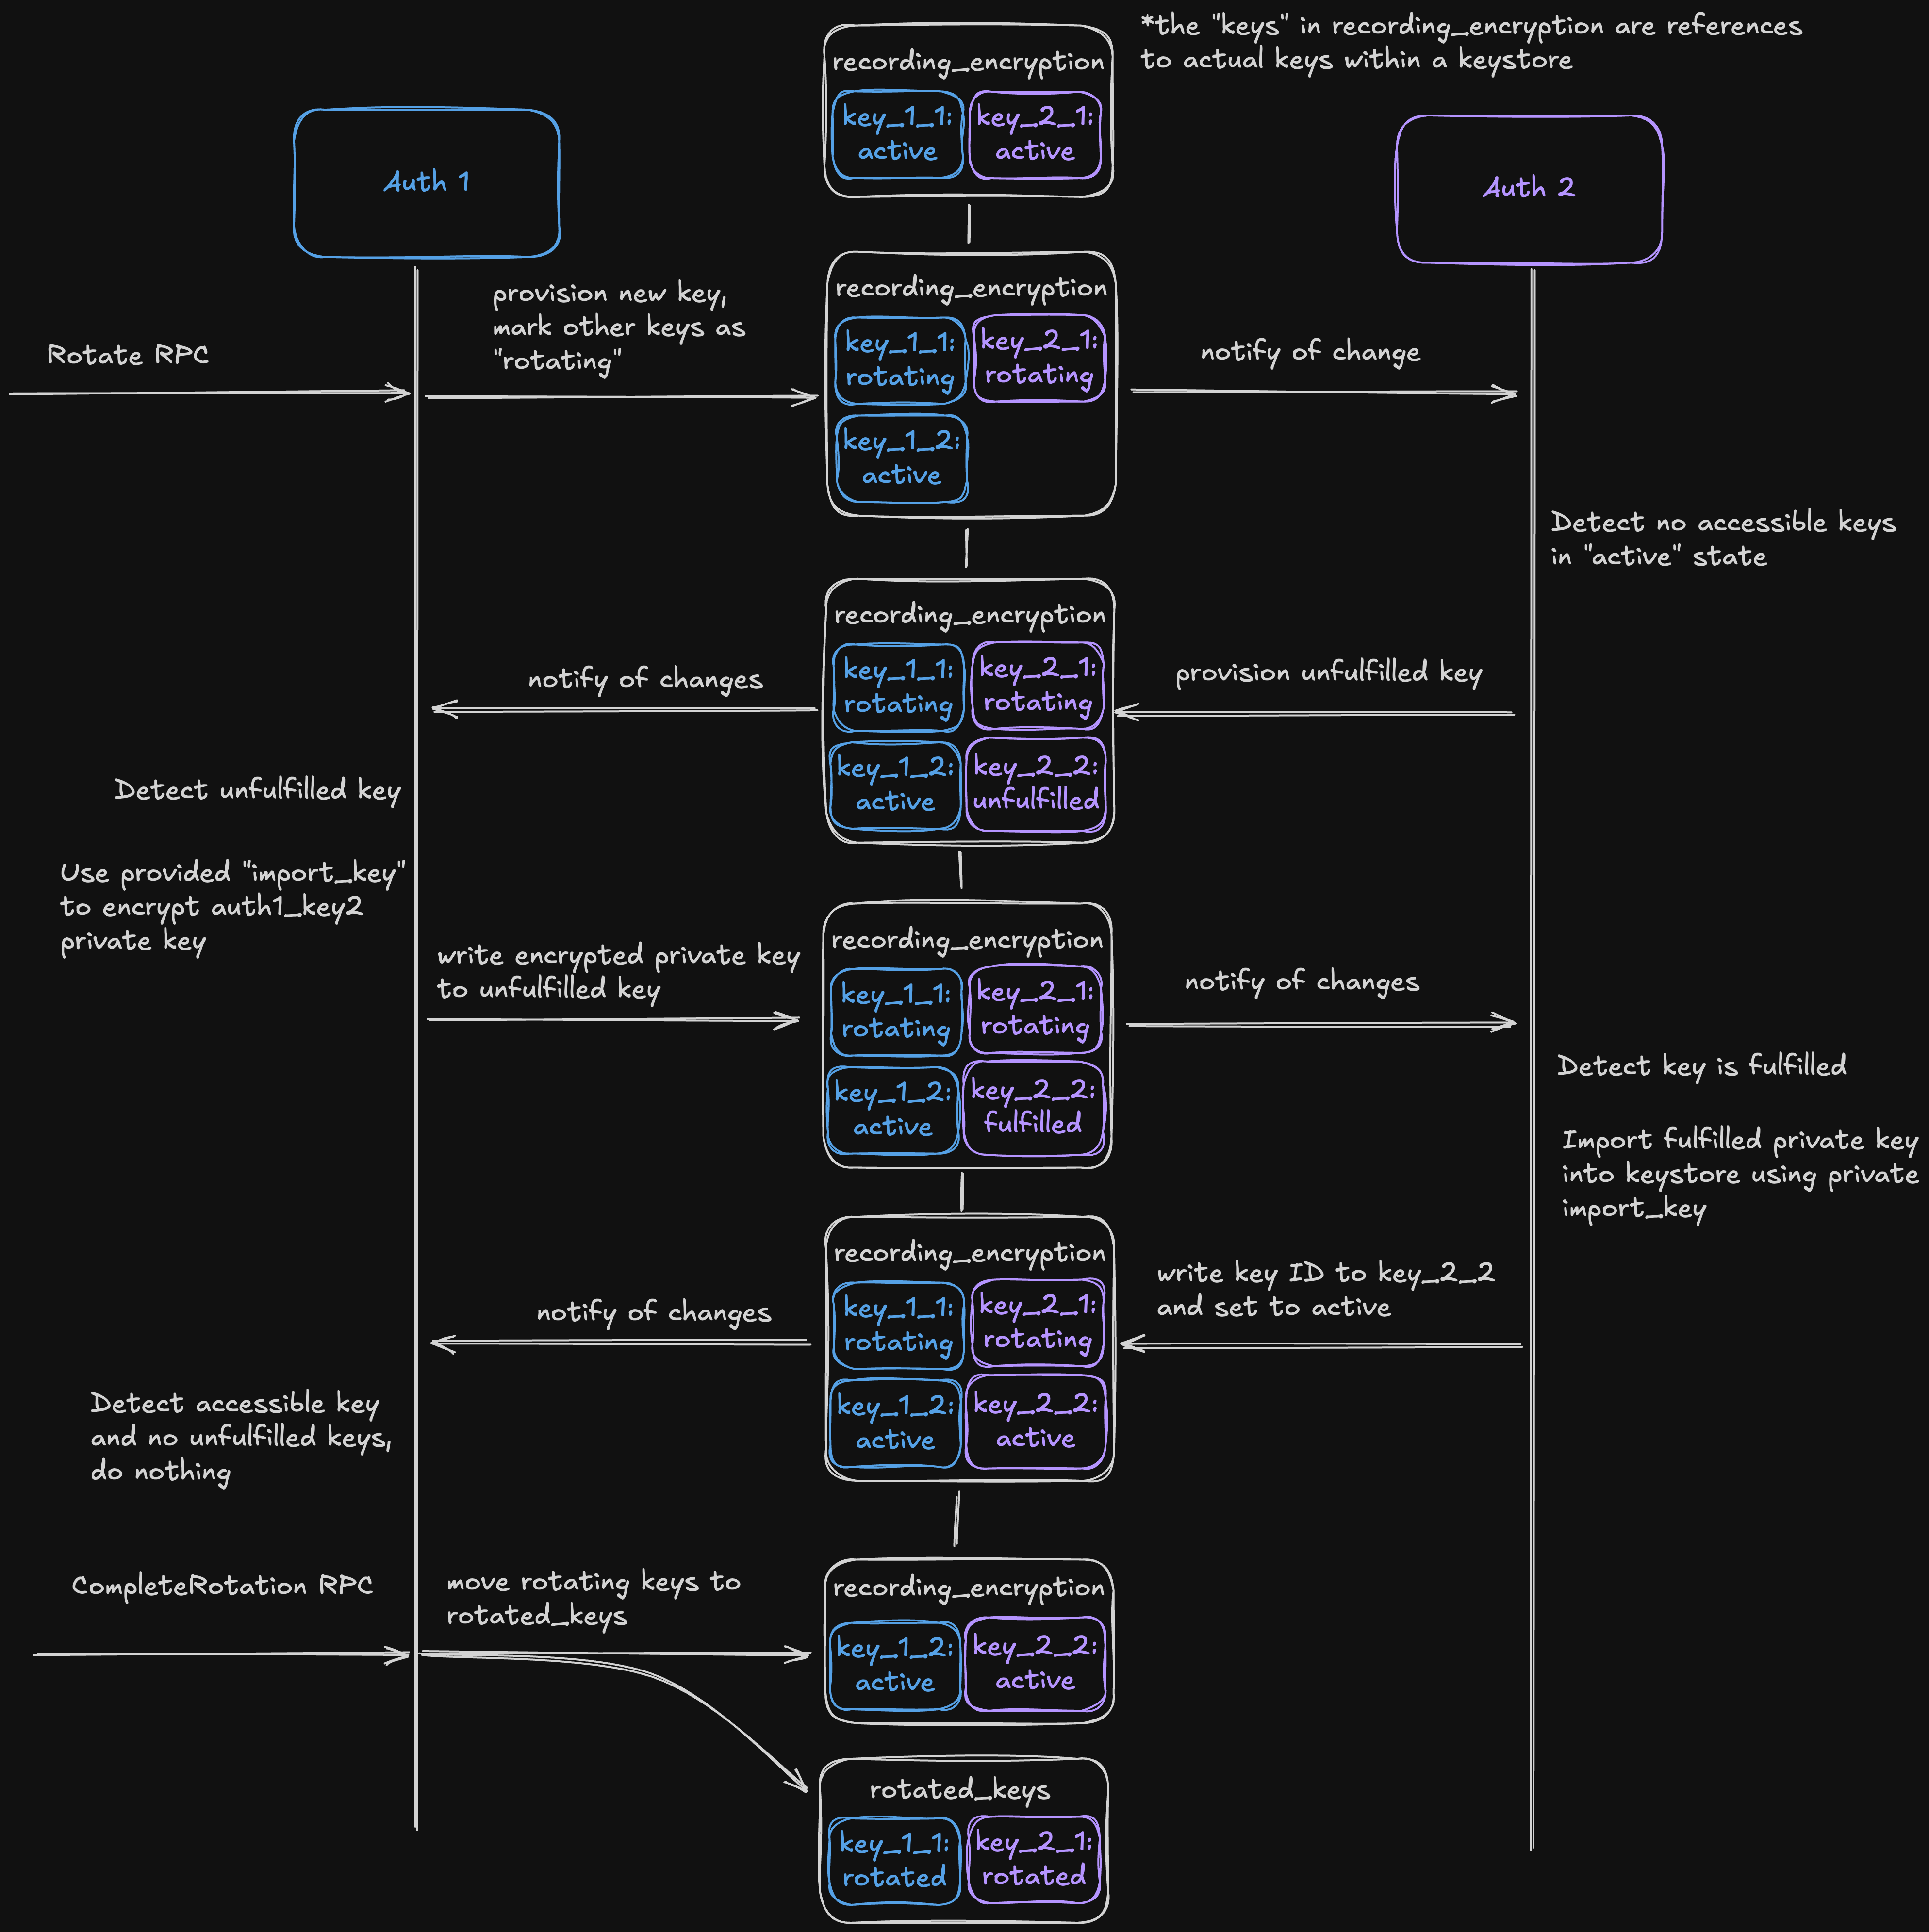 *the "keys" in recording_encryption are references
to actual keys within a keystore
recording_encryption
key_1_1:
active
key_2_1:
active
Auth 1
Auth 2
Rotate RPC
provision new key,
mark other keys as
"rotating"
recording_encryption
key_1_1:
rotating
key_2_1:
rotating
key_1_2:
active
notify of change
Detect no accessible keys
in "active" state
provision unfulfilled key
recording_encryption
key_1_1:
rotating
key_2_1:
rotating
key_1_2:
active
key_2_2:
unfulfilled
notify of changes
Detect unfulfilled key
Use provided "import_key"
to encrypt auth1_key2
private key
write encrypted private key
to unfulfilled key
recording_encryption
key_1_1:
rotating
key_2_1:
rotating
key_1_2:
active
key_2_2:
fulfilled
notify of changes
Detect key is fulfilled
Import fulfilled private key
into keystore using private
import_key
write key ID to key_2_2
and set to active
recording_encryption
key_1_1:
rotating
key_2_1:
rotating
key_1_2:
active
key_2_2:
active
notify of changes
Detect accessible key
and no unfulfilled keys,
do nothing
CompleteRotation RPC
move rotating keys to
rotated_keys
recording_encryption
key_1_2:
active
key_2_2:
active
rotated_keys
key_1_1:
rotated
key_2_1:
rotated